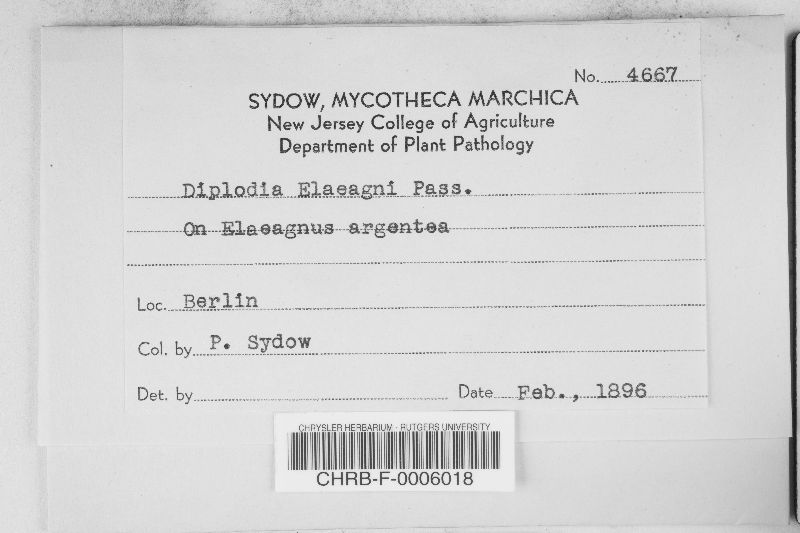 No. 4667
SYDOW, MYCOTHECA MARCHICA
New Jersey College of Agriculture
Department of Plant Pathology
Diplodia Elaeagni Pass.
On Elaeagnus argentea
Loc. Berlin
Col. by P. Sydow
Det. by Date Feb., 1896
CHRYSLER HERBARIUM - RUTGERS UNIVERSITY
CHRB-F-0006018